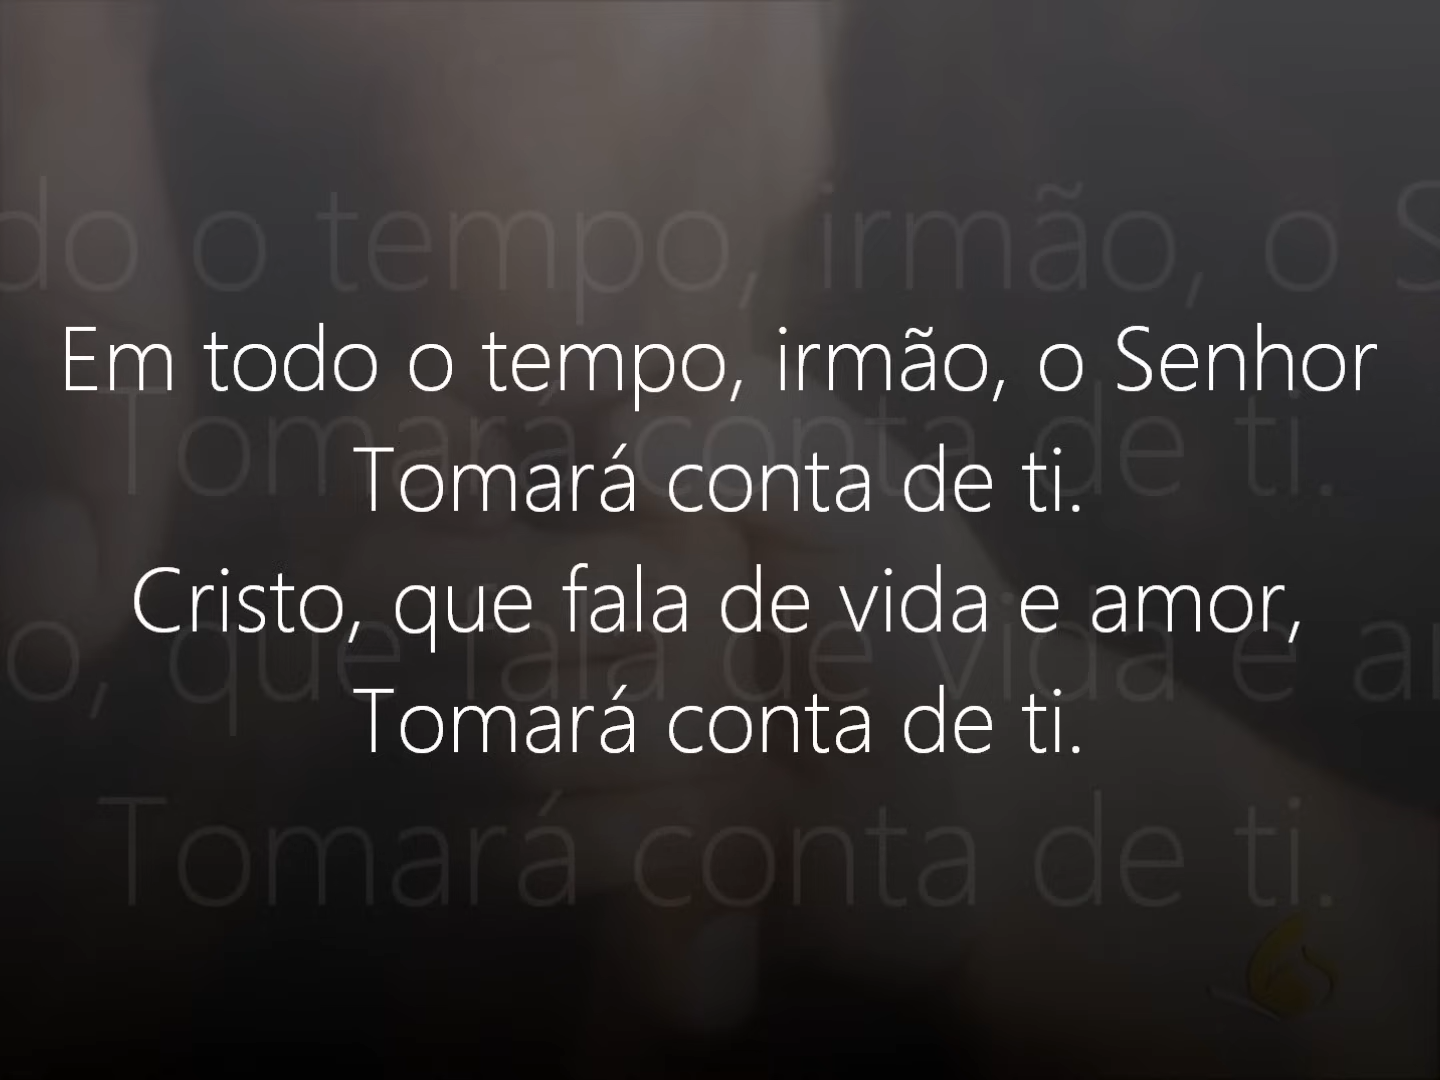 Em todo o tempo, irmão, o Senhor
Tomará conta de ti.
Cristo, que fala de vida e amor,
Tomará conta de ti.